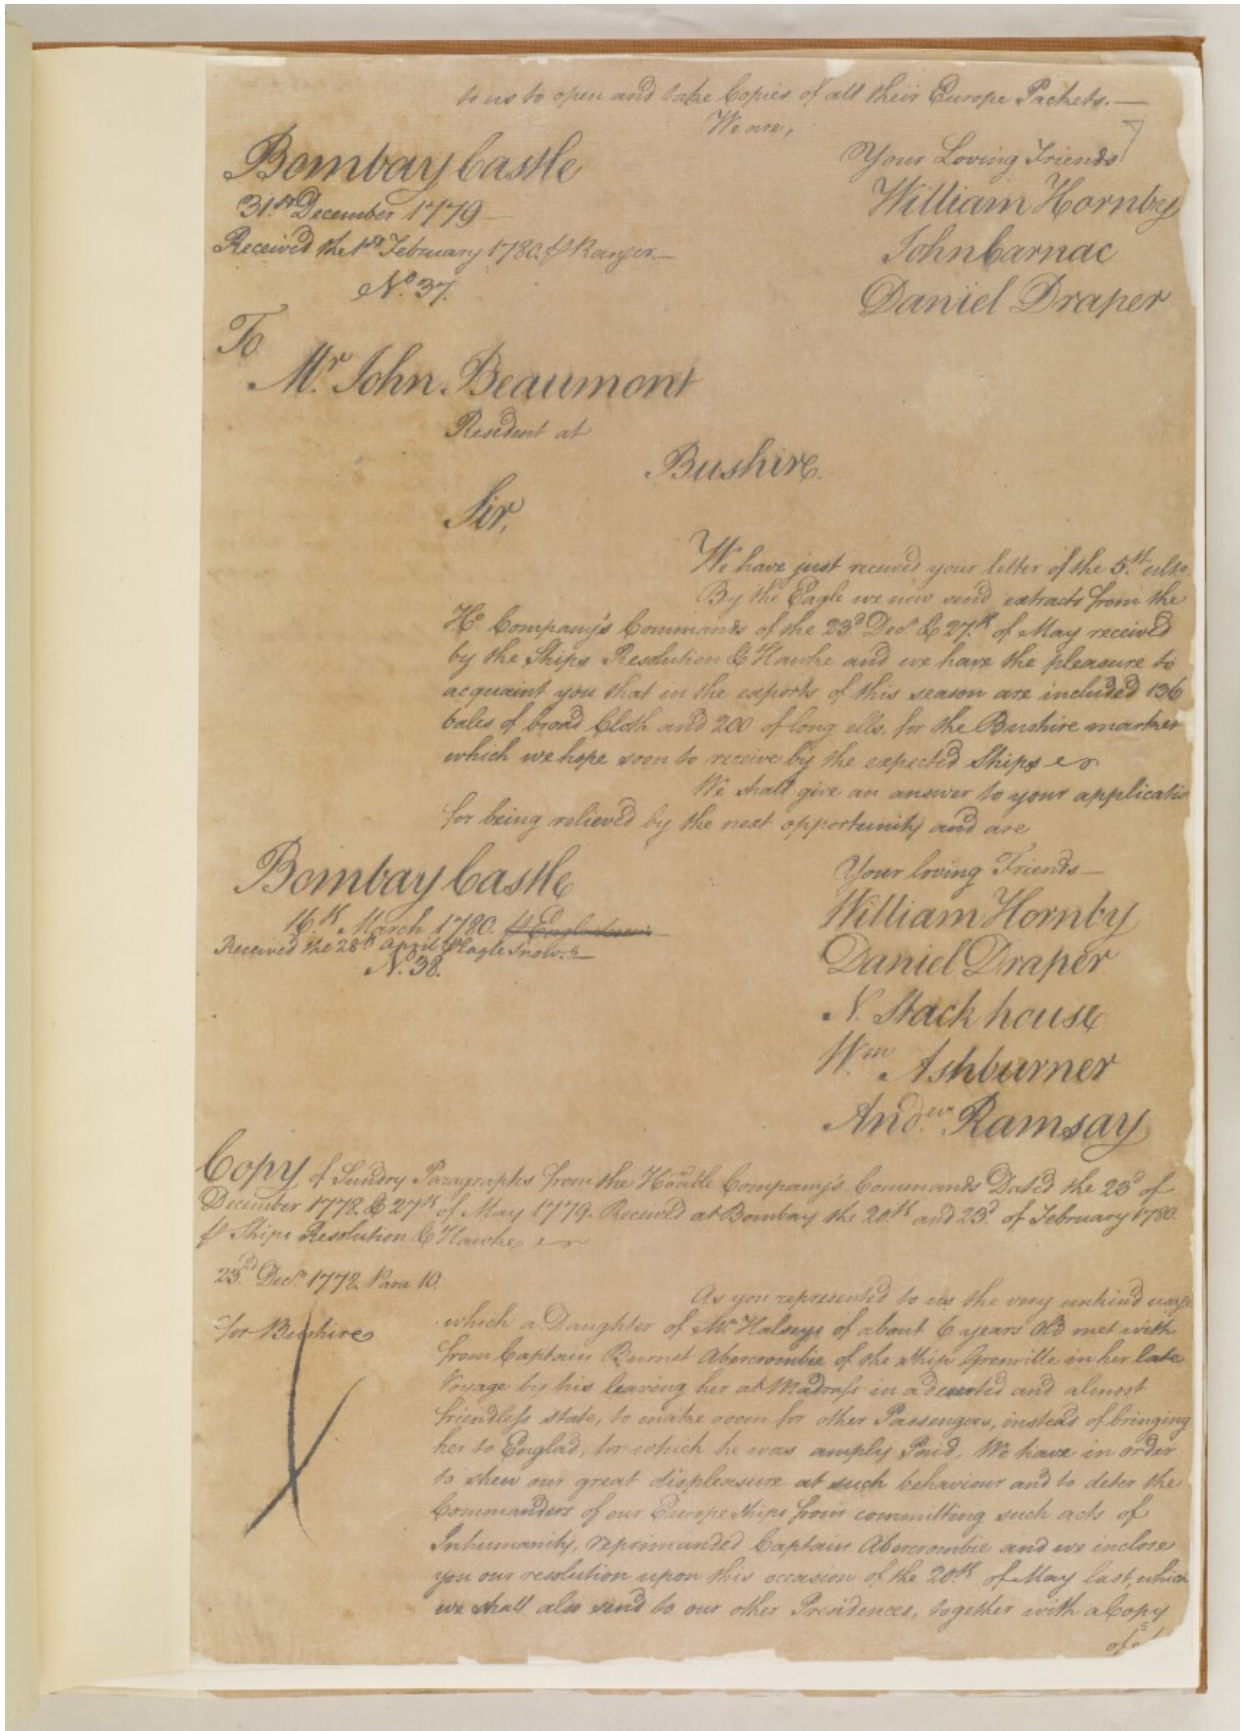 to us to open and take Copies of all their Europe Packets.—
We are,
Your Loving Friends
Bombay Castle
William Hornby
31.st December 1779
John Carnac
Received the 1st February 1780. ₱ Ranger.—
Daniel Draper
No. 37.
To
Mr. John Beaumont
Resident at
Bushire.
Sir,
We have just received your letter of the 5.th ulto
By the Eagle we now send extracts from the
Ho. Company's Commands of the 23d Decr. & 27.th of May received
by the Ships Resolution & Hawke and we have the pleasure to
acquaint you that in the exports of this season are included 136
bales of broad Cloth and 200 of long ells, for the Bushire market
which we hope soon to receive by the expected Ships
We shall give an answer to your applicatio
for being relieved by the next opportunity and are
Your loving Friends—
Bombay Castle
William Hornby
16.th March 1780.
Received the 28th April ₱ Eagle Snow.
Daniel Draper
No. 38.
N. Stackhouse
Wm. Ashburner
Andw. Ramsay
Copy of Sundry Paragraphs from the Honble Company's Commands Dated the 23d of
December 1778. & 27th of May 1779. Received at Bombay the 20th and 23d of February 1780.
₱ Ships Resolution & Hawke
23d Decr. 1778. Para 10.
As you represented to us the very unkind usage
for Bushire
which a Daughter of Mr. Halseys of about 6 years Old met with
from Captain Burnet Abercrombie of the Ship Grenville in her late
Voyage by his leaving her at Madrass in a deserted and almost
friendless state, to make room for other Passengers, instead of bringing
her to Englad, for which he was amply Paid, We have in order
to shew our great displeasure at such behaviour and to deter the
Commanders of our Europe Ships from committing such acts of
Inhumanity, reprimanded Captain Abercrombie and we inclose
you our resolution upon this occasion of the 20th of May last, which
we shall also send to our other Presidences, together with a Copy
of